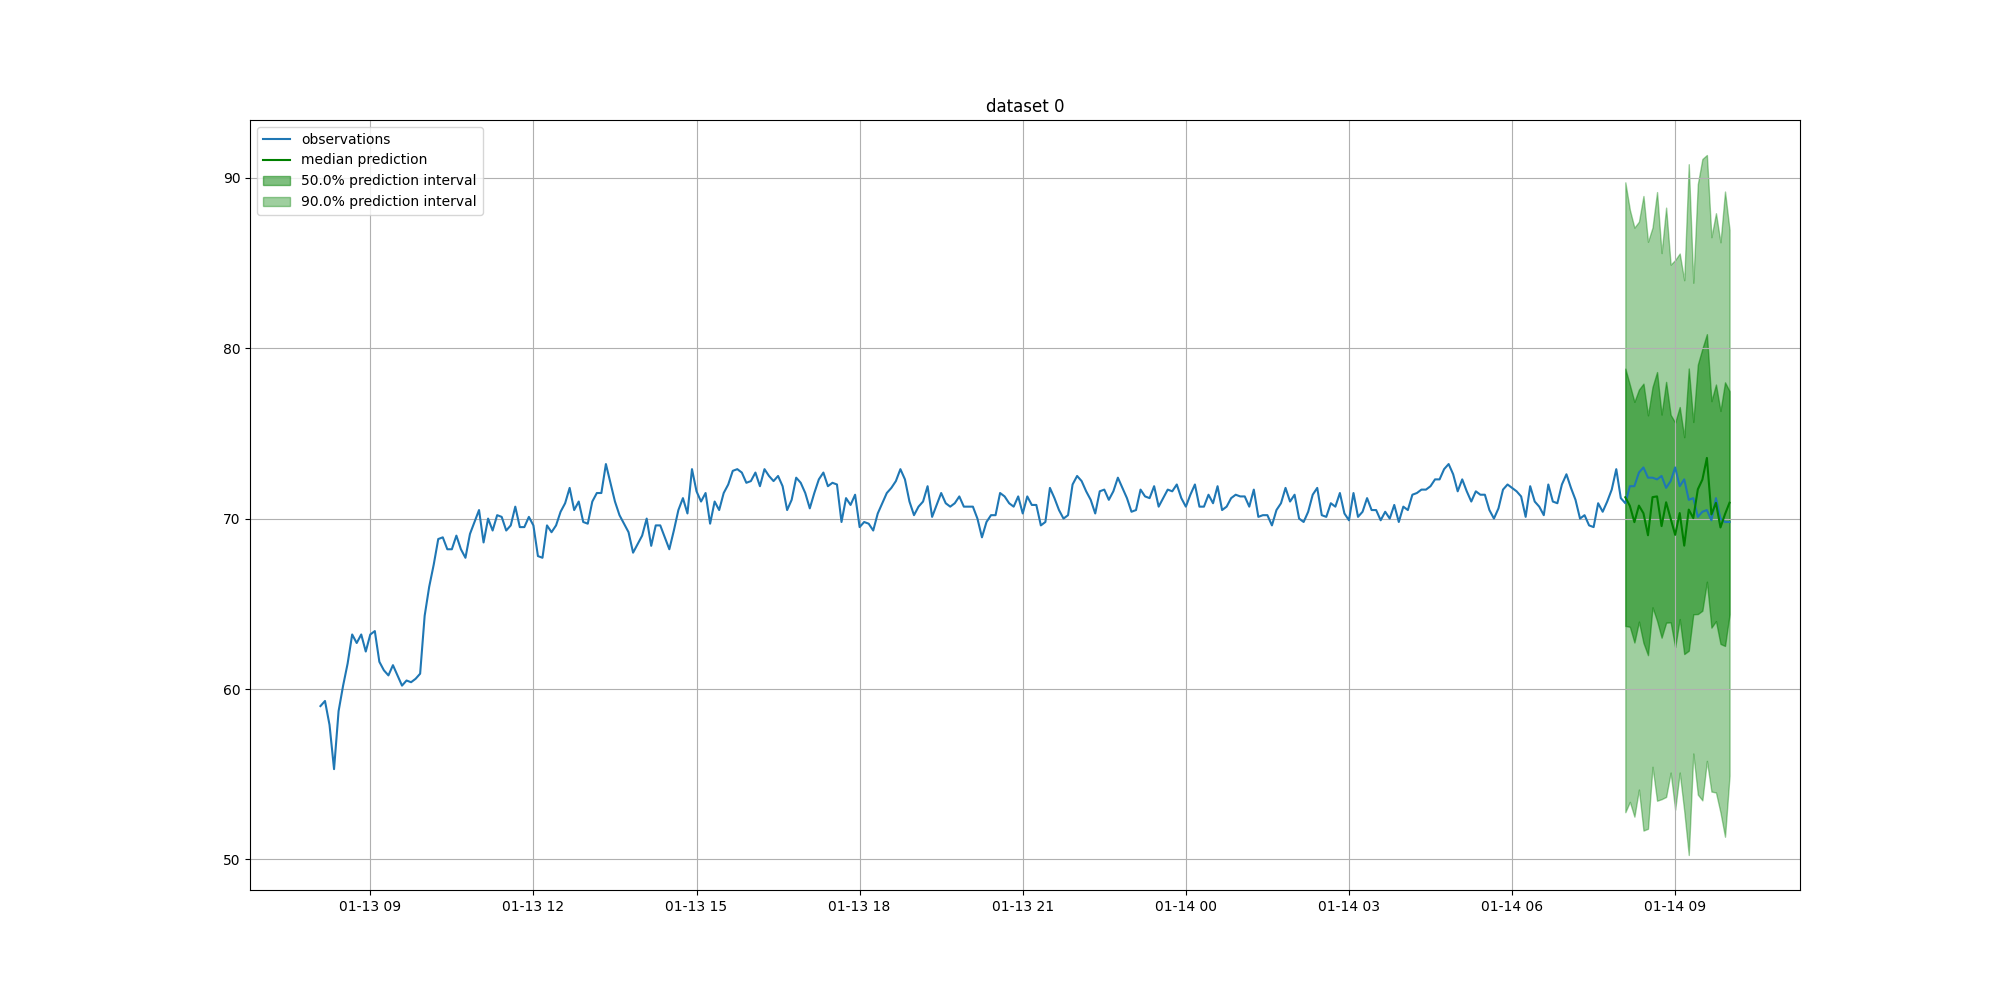 dataset 0
observations
median prediction
50.0% prediction interval
90.0% prediction interval
90
80
70
60
50
01-13 09
01-13 12
01-13 15
01-13 18
01-13 21
01-14 00
01-14 03
01-14 06
01-14 09